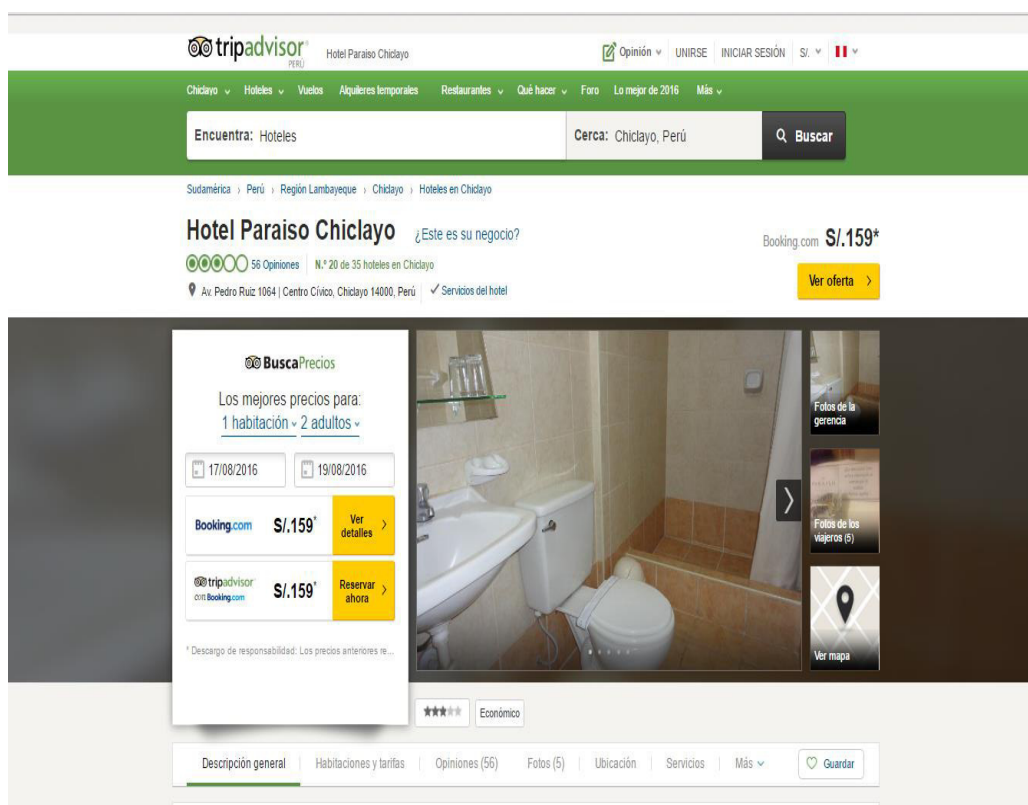 tripadvisor
PERÚ
Hotel Paraiso Chiclayo
Opinión
UNIRSE
INICIAR SESIÓN
S/.
Chiclayo
Hoteles
Vuelos
Alquileres temporales
Restaurantes
Qué hacer
Foro
Lo mejor de 2016
Más
Encuentra: Hoteles
Cerca: Chiclayo, Perú
Buscar
Sudamérica › Perú › Región Lambayeque › Chiclayo › Hoteles en Chiclayo
Hotel Paraiso Chiclayo
¿Este es su negocio?
56 Opiniones
N.º 20 de 35 hoteles en Chiclayo
Av. Pedro Ruiz 1064 | Centro Cívico, Chiclayo 14000, Perú
Servicios del hotel
Booking.com S/.159*
Ver oferta
BuscaPrecios
Los mejores precios para:
1 habitación 2 adultos
17/08/2016
19/08/2016
Booking.com
S/.159*
Ver detalles
tripadvisor
con Booking.com
S/.159*
Reservar ahora
* Descargo de responsabilidad: Los precios anteriores re...
Fotos de la
gerencia
Fotos de los
viajeros (5)
Ver mapa
Económico
Descripción general
Habitaciones y tarifas
Opiniones (56)
Fotos (5)
Ubicación
Servicios
Más
Guardar